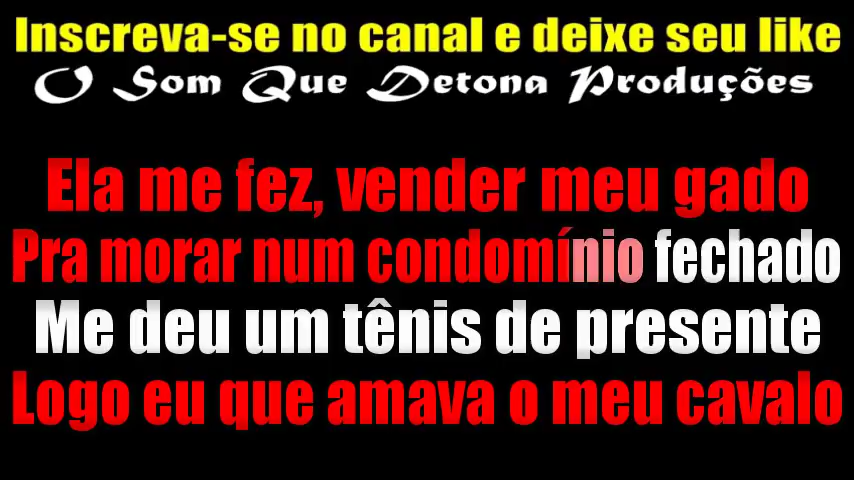 Inscreva-se no canal e deixe seu like
O Som Que Detona Produções
Ela me fez, vender meu gado
Pra morar num condomínio fechado
Me deu um tênis de presente
Logo eu que amava o meu cavalo